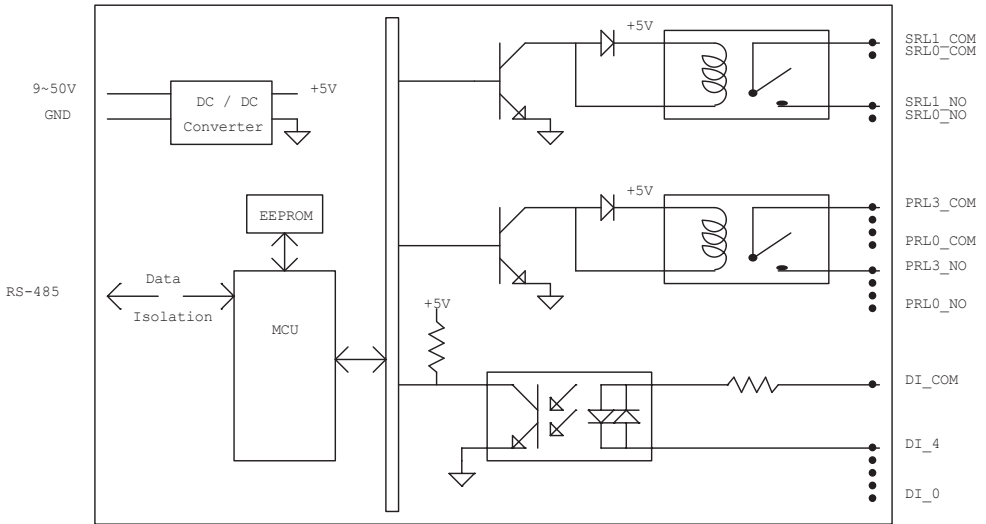 +5V
SRL1_COM
SRL0_COM
9~50V
DC / DC
+5V
GND
Converter
SRL1_NO
SRL0_NO
+5V
PRL3_COM
EEPROM
PRL0_COM
PRL3_NO
RS-485
Data
Isolation
+5V
PRL0_NO
MCU
DI_COM
DI_4
DI_0